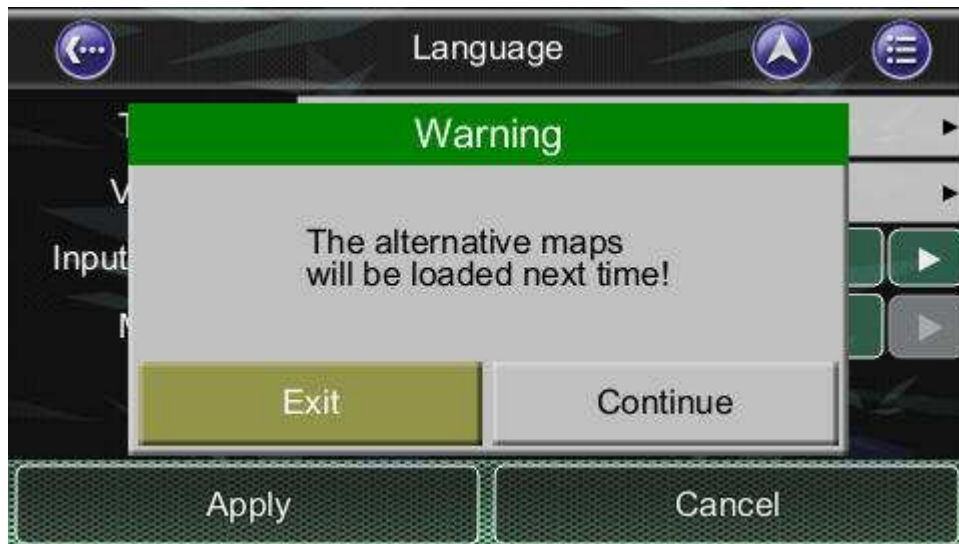 Language
Warning
The alternative maps
will be loaded next time!
Input
Exit
Continue
Apply
Cancel